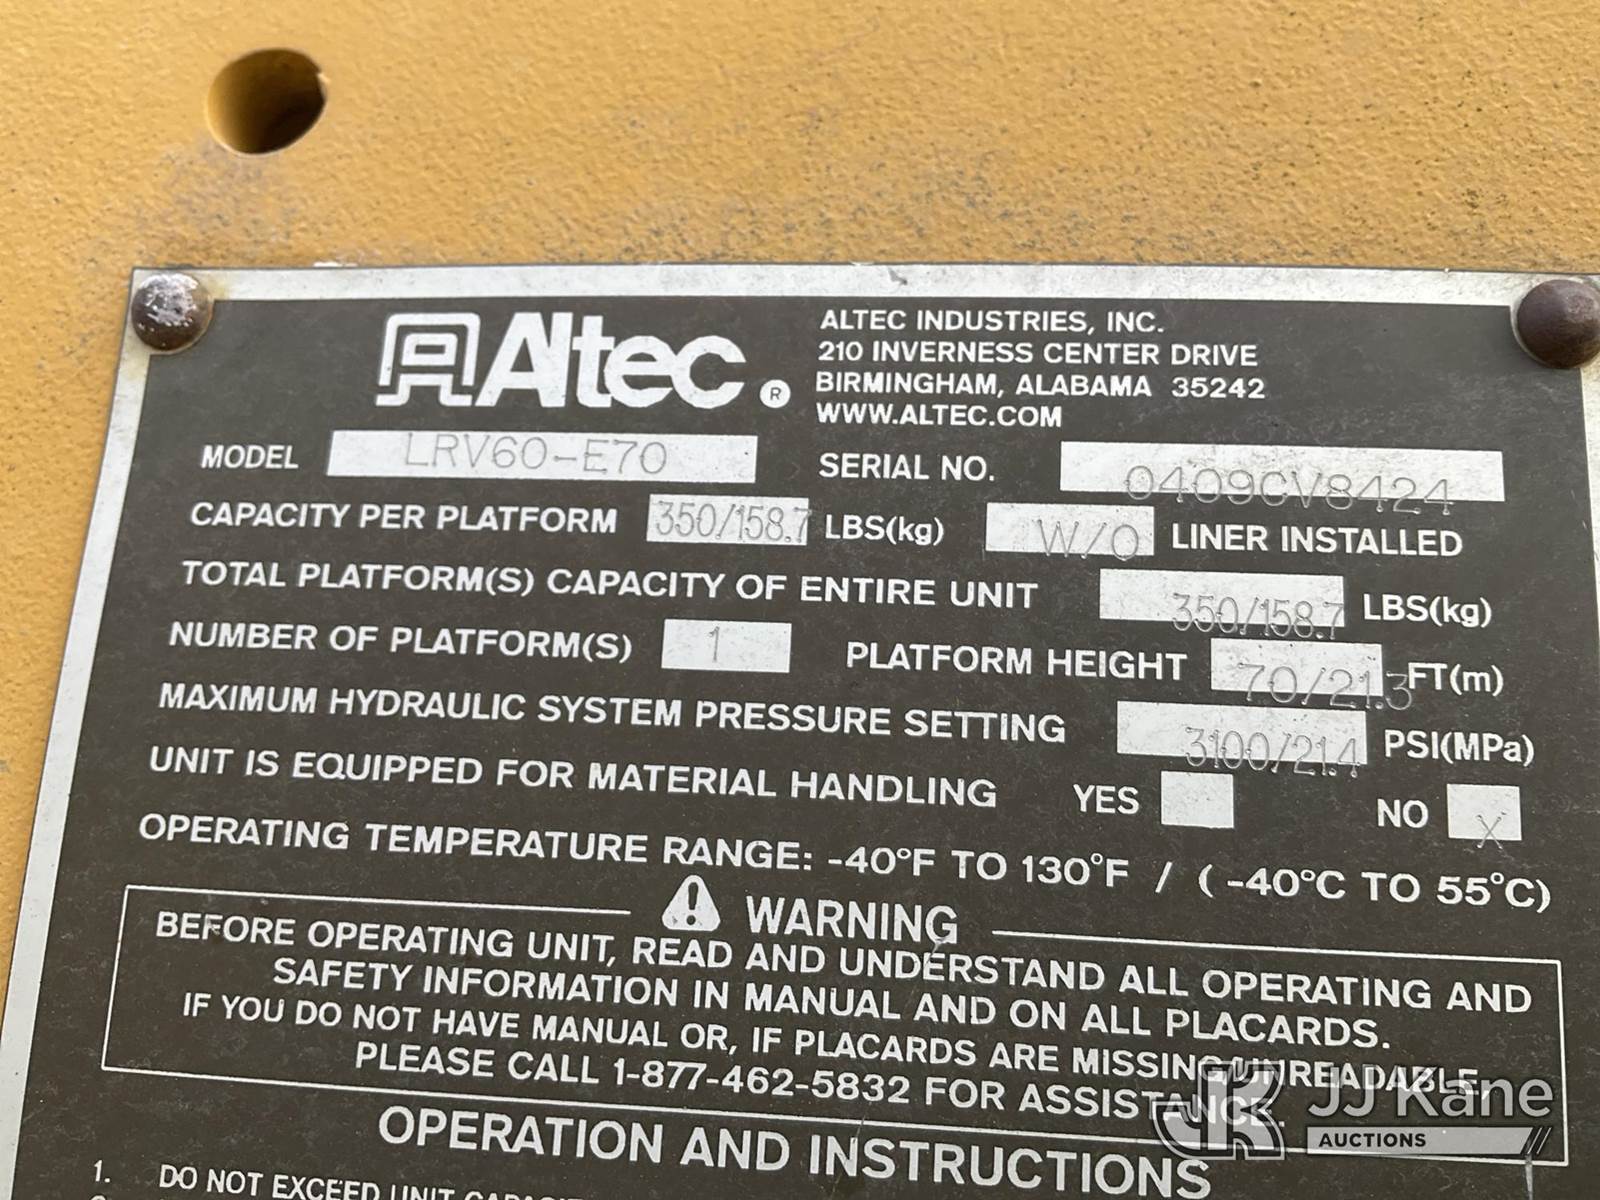 Altec®
ALTEC INDUSTRIES, INC.
210 INVERNESS CENTER DRIVE
BIRMINGHAM, ALABAMA 35242
WWW.ALTEC.COM
MODEL LRV60-E70 SERIAL NO. 0409CV8424
CAPACITY PER PLATFORM 350/158.7 LBS(kg) W/O LINER INSTALLED
TOTAL PLATFORM(S) CAPACITY OF ENTIRE UNIT 350/158.7 LBS(kg)
NUMBER OF PLATFORM(S) 1 PLATFORM HEIGHT 70/21.3 FT(m)
MAXIMUM HYDRAULIC SYSTEM PRESSURE SETTING 3100/21.4 PSI(MPa)
UNIT IS EQUIPPED FOR MATERIAL HANDLING YES NO X
OPERATING TEMPERATURE RANGE: -40°F TO 130°F / ( -40°C TO 55°C)
WARNING
BEFORE OPERATING UNIT, READ AND UNDERSTAND ALL OPERATING AND
SAFETY INFORMATION IN MANUAL AND ON ALL PLACARDS.
IF YOU DO NOT HAVE MANUAL OR, IF PLACARDS ARE MISSING/UNREADABLE,
PLEASE CALL 1-877-462-5832 FOR ASSISTANCE.
OPERATION AND INSTRUCTIONS
1. DO NOT EXCEED UNIT
JK JJ Kane
AUCTIONS